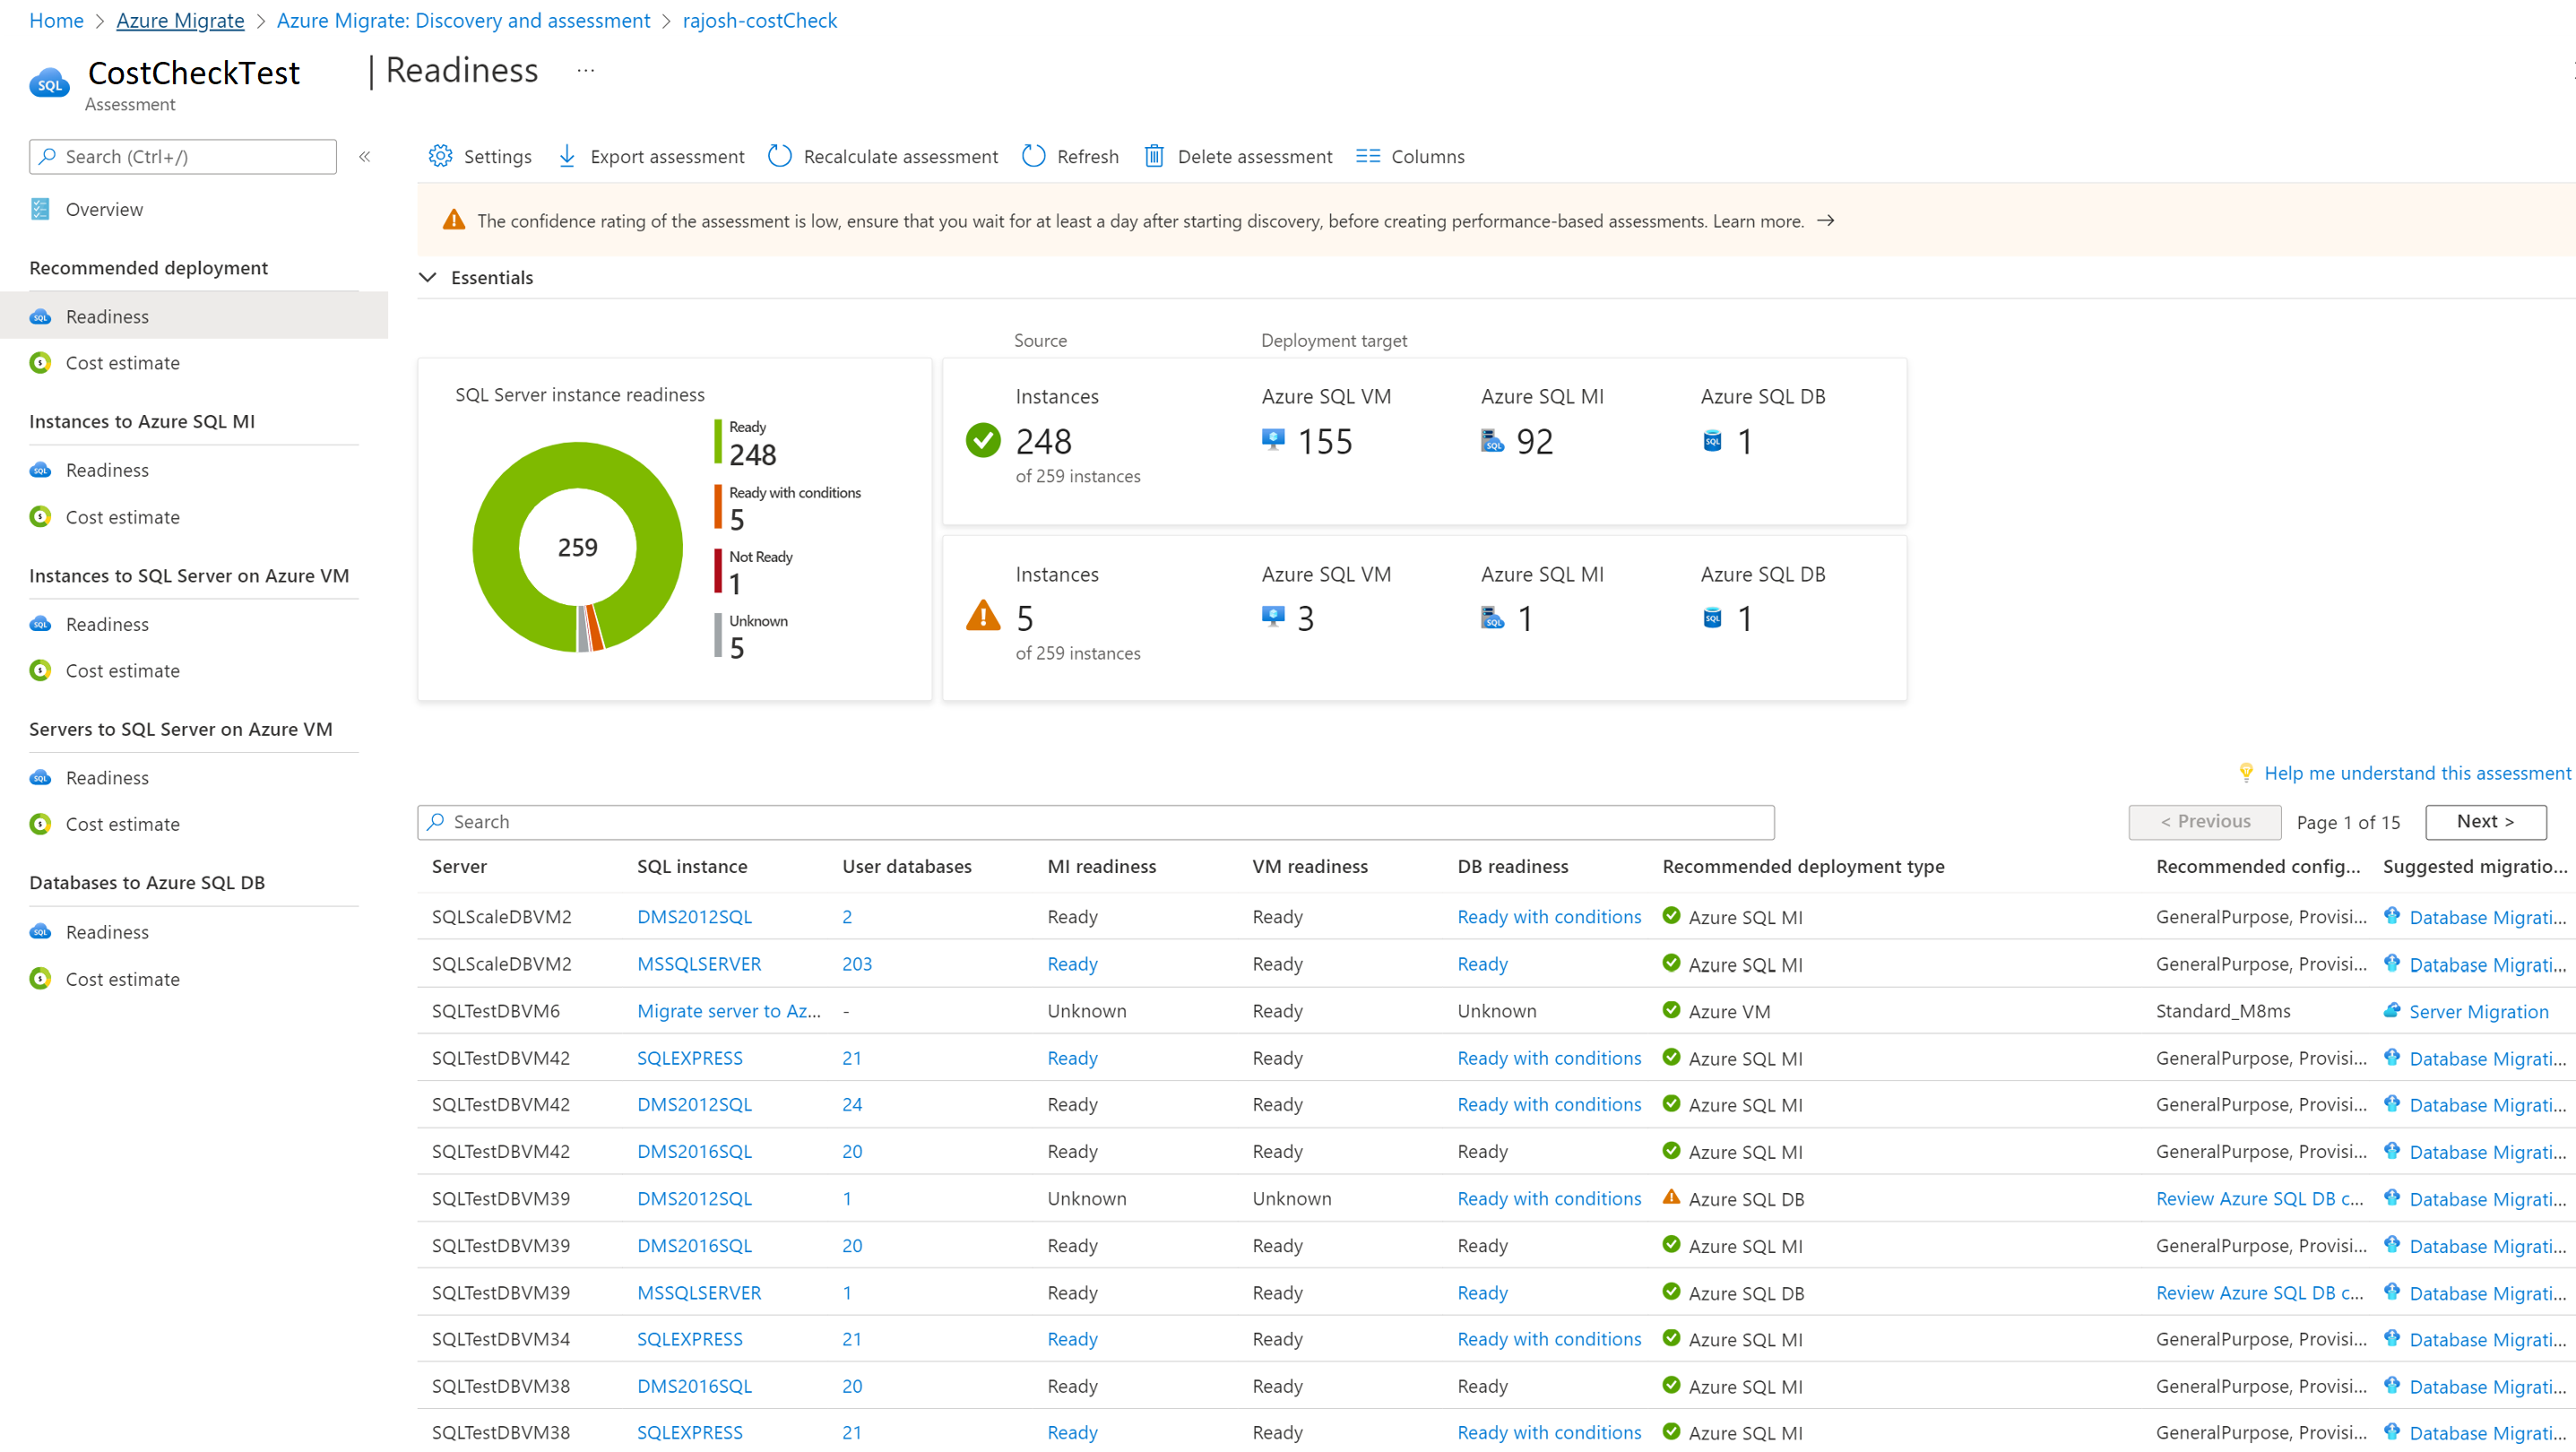 Home > Azure Migrate > Azure Migrate: Discovery and assessment > rajosh-costCheck
SQL CostCheckTest | Readiness ...
Assessment
Search (Ctrl+/) «
Settings Export assessment Recalculate assessment Refresh Delete assessment Columns
Overview
The confidence rating of the assessment is low, ensure that you wait for at least a day after starting discovery, before creating performance-based assessments. Learn more. →
Recommended deployment
Readiness
Cost estimate
Instances to Azure SQL MI
Readiness
Cost estimate
Instances to SQL Server on Azure VM
Readiness
Cost estimate
Servers to SQL Server on Azure VM
Readiness
Cost estimate
Databases to Azure SQL DB
Readiness
Cost estimate
Essentials
SQL Server instance readiness
259
Ready
248
Ready with conditions
5
Not Ready
1
Unknown
5
Source Deployment target
Instances Azure SQL VM Azure SQL MI Azure SQL DB
248 155 92 1
of 259 instances
Instances Azure SQL VM Azure SQL MI Azure SQL DB
5 3 1 1
of 259 instances
Help me understand this assessment
Search < Previous Page 1 of 15 Next >
Server SQL instance User databases MI readiness VM readiness DB readiness Recommended deployment type Recommended config... Suggested migratio...
SQLScaleDBVM2 DMS2012SQL 2 Ready Ready Ready with conditions Azure SQL MI GeneralPurpose, Provisi... Database Migrati...
SQLScaleDBVM2 MSSQLSERVER 203 Ready Ready Ready Azure SQL MI GeneralPurpose, Provisi... Database Migrati...
SQLTestDBVM6 Migrate server to Az... - Unknown Ready Unknown Azure VM Standard_M8ms Server Migration
SQLTestDBVM42 SQLEXPRESS 21 Ready Ready Ready with conditions Azure SQL MI GeneralPurpose, Provisi... Database Migrati...
SQLTestDBVM42 DMS2012SQL 24 Ready Ready Ready with conditions Azure SQL MI GeneralPurpose, Provisi... Database Migrati...
SQLTestDBVM42 DMS2016SQL 20 Ready Ready Ready Azure SQL MI GeneralPurpose, Provisi... Database Migrati...
SQLTestDBVM39 DMS2012SQL 1 Unknown Unknown Ready with conditions Azure SQL DB Review Azure SQL DB c... Database Migrati...
SQLTestDBVM39 DMS2016SQL 20 Ready Ready Ready Azure SQL MI GeneralPurpose, Provisi... Database Migrati...
SQLTestDBVM39 MSSQLSERVER 1 Ready Ready Ready Azure SQL DB Review Azure SQL DB c... Database Migrati...
SQLTestDBVM34 SQLEXPRESS 21 Ready Ready Ready with conditions Azure SQL MI GeneralPurpose, Provisi... Database Migrati...
SQLTestDBVM38 DMS2016SQL 20 Ready Ready Ready Azure SQL MI GeneralPurpose, Provisi... Database Migrati...
SQLTestDBVM38 SQLEXPRESS 21 Ready Ready Ready with conditions Azure SQL MI GeneralPurpose, Provisi... Database Migrati...